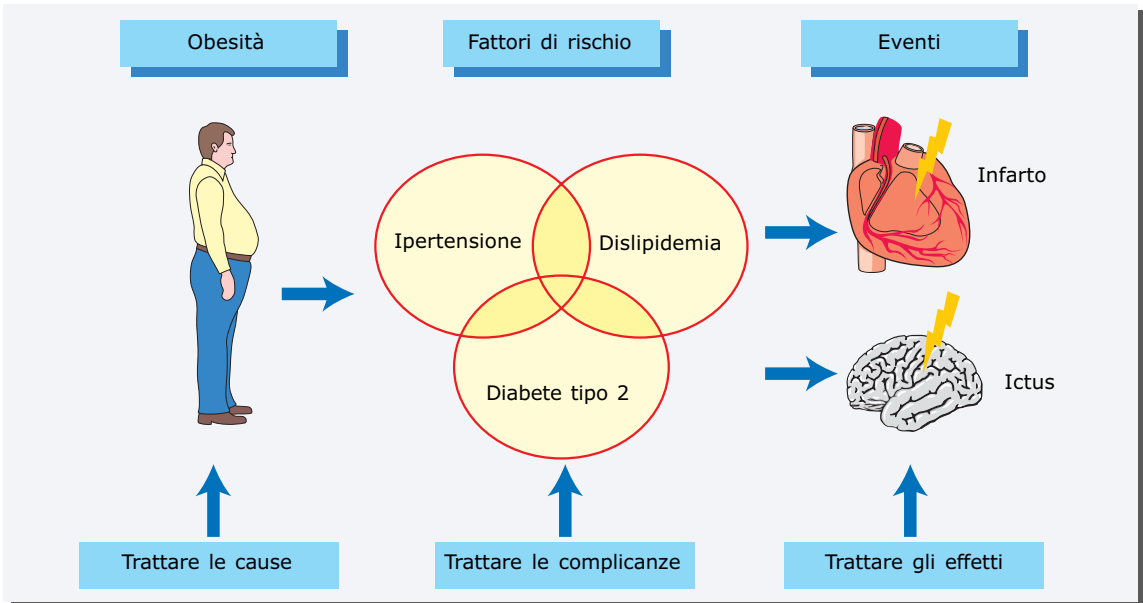 Obesità
Fattori di rischio
Eventi
Ipertensione
Dislipidemia
Diabete tipo 2
Infarto
Ictus
Trattare le cause
Trattare le complicanze
Trattare gli effetti